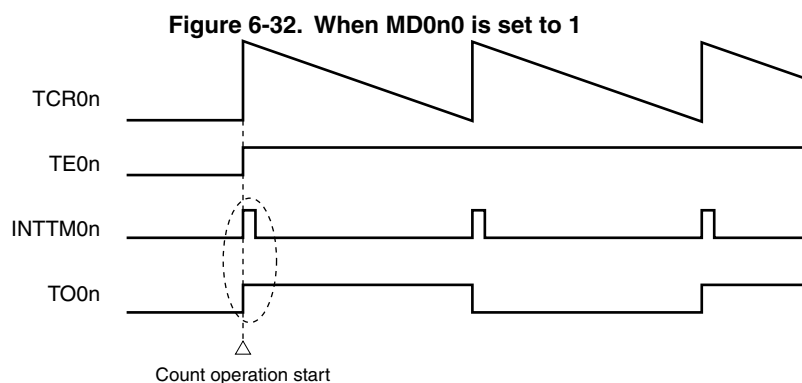 Figure 6-32. When MD0n0 is set to 1
TCR0n
TE0n
INTTM0n
TO0n
Count operation start